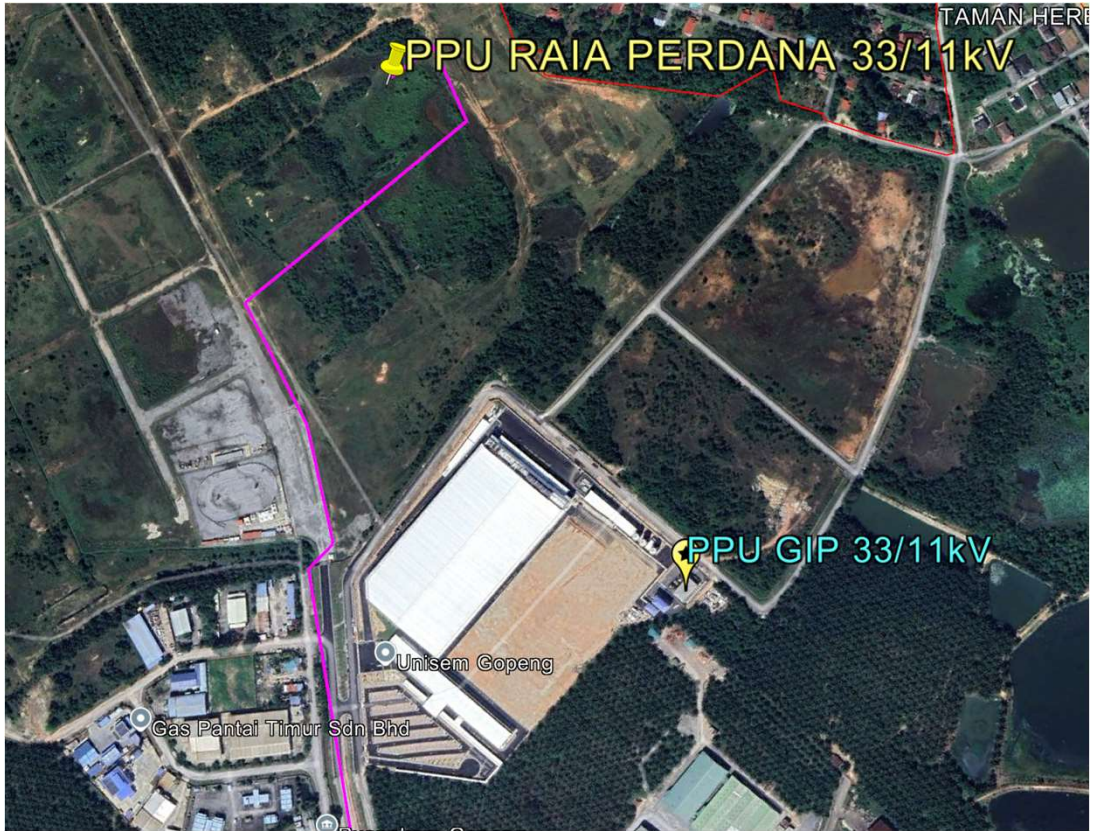 TAMAN HERE
PPU RAIA PERDANA 33/11kV
PPU GIP 33/11kV
Unisem Gopeng
Gas Pantai Timur Sdn Bhd